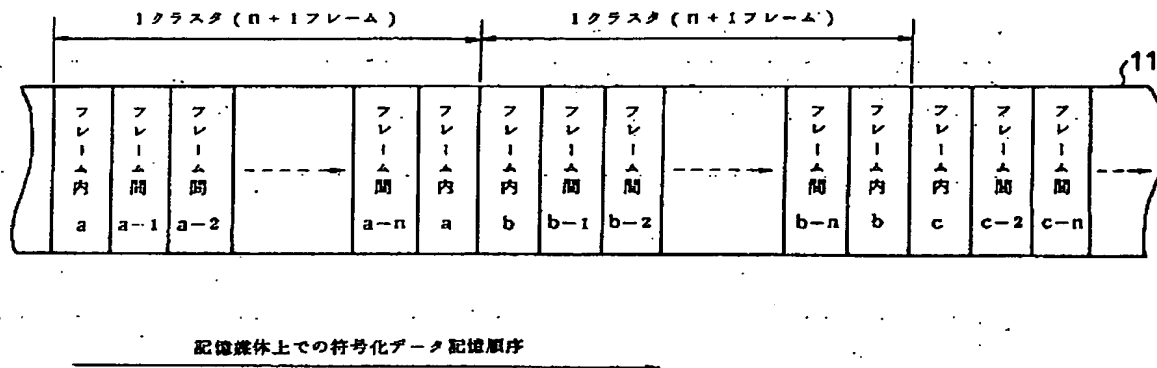 1クラスタ(n+1フレーム)
1クラスタ(n+1フレーム)
11
フレーム内
a
フレーム間
a-1
フレーム間
a-2
フレーム間
a-n
フレーム内
a
フレーム内
b
フレーム間
b-1
フレーム間
b-2
フレーム間
b-n
フレーム内
b
フレーム内
c
フレーム間
c-2
フレーム間
c-n
記憶媒体上での符号化データ記憶順序